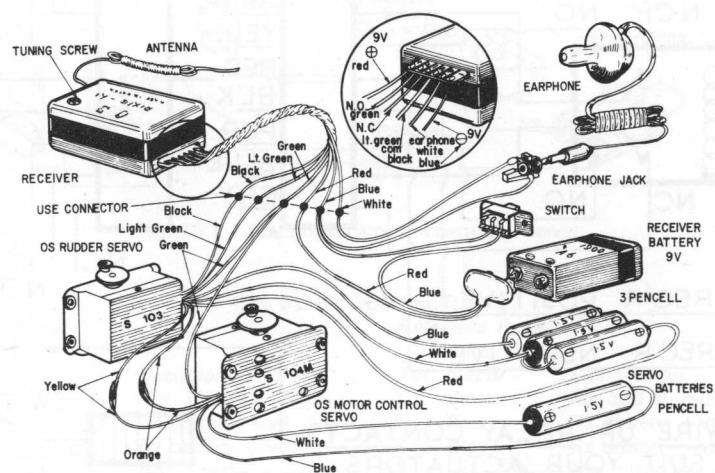 TUNING SCREW
ANTENNA
RECEIVER
9V
red
N.O.
green
N.C.
lt. green
com
black
earphone
white
blue
9V
EARPHONE
EARPHONE JACK
Green
Lt. Green
Black
Red
Blue
White
USE CONNECTOR
Black
Light Green
Green
SWITCH
RECEIVER
BATTERY
9V
OS RUDDER SERVO
S 103
Red
Blue
3 PENCELL
1.5V
1.5V
1.5V
Blue
White
Red
S 104M
OS MOTOR CONTROL
SERVO
SERVO
BATTERIES
PENCELL
1.5V
Yellow
Orange
White
Blue